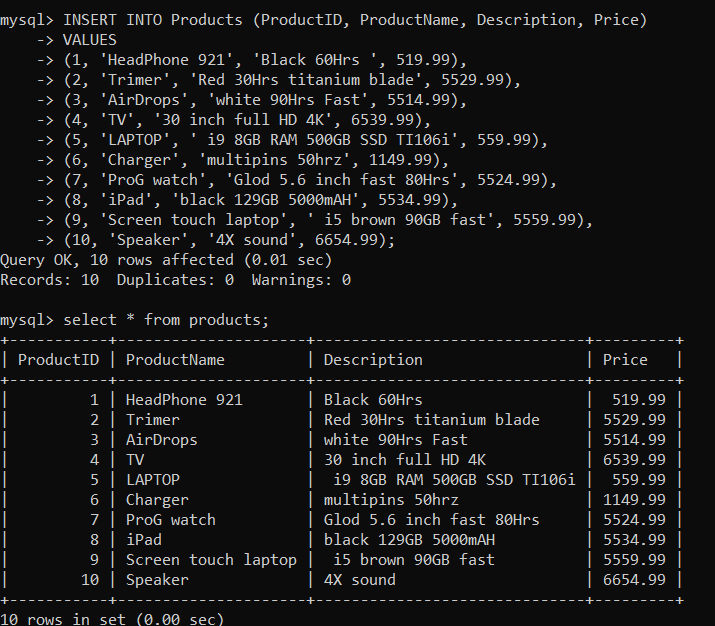 mysql> INSERT INTO Products (ProductID, ProductName, Description, Price)
    -> VALUES
    -> (1, 'HeadPhone 921', 'Black 60Hrs ', 519.99),
    -> (2, 'Trimer', 'Red 30Hrs titanium blade', 5529.99),
    -> (3, 'AirDrops', 'white 90Hrs Fast', 5514.99),
    -> (4, 'TV', '30 inch full HD 4K', 6539.99),
    -> (5, 'LAPTOP', ' i9 8GB RAM 500GB SSD TI106i', 559.99),
    -> (6, 'Charger', 'multipins 50hrz', 1149.99),
    -> (7, 'ProG watch', 'Glod 5.6 inch fast 80Hrs', 5524.99),
    -> (8, 'iPad', 'black 129GB 5000mAH', 5534.99),
    -> (9, 'Screen touch laptop', ' i5 brown 90GB fast', 5559.99),
    -> (10, 'Speaker', '4X sound', 6654.99);
Query OK, 10 rows affected (0.01 sec)
Records: 10  Duplicates: 0  Warnings: 0

mysql> select * from products;
+-----------+---------------------+------------------------------+---------+
| ProductID | ProductName         | Description                  | Price   |
+-----------+---------------------+------------------------------+---------+
|         1 | HeadPhone 921       | Black 60Hrs                  |  519.99 |
|         2 | Trimer              | Red 30Hrs titanium blade     | 5529.99 |
|         3 | AirDrops            | white 90Hrs Fast             | 5514.99 |
|         4 | TV                  | 30 inch full HD 4K           | 6539.99 |
|         5 | LAPTOP              |  i9 8GB RAM 500GB SSD TI106i |  559.99 |
|         6 | Charger             | multipins 50hrz              | 1149.99 |
|         7 | ProG watch          | Glod 5.6 inch fast 80Hrs     | 5524.99 |
|         8 | iPad                | black 129GB 5000mAH          | 5534.99 |
|         9 | Screen touch laptop |  i5 brown 90GB fast          | 5559.99 |
|        10 | Speaker             | 4X sound                     | 6654.99 |
+-----------+---------------------+------------------------------+---------+
10 rows in set (0.00 sec)